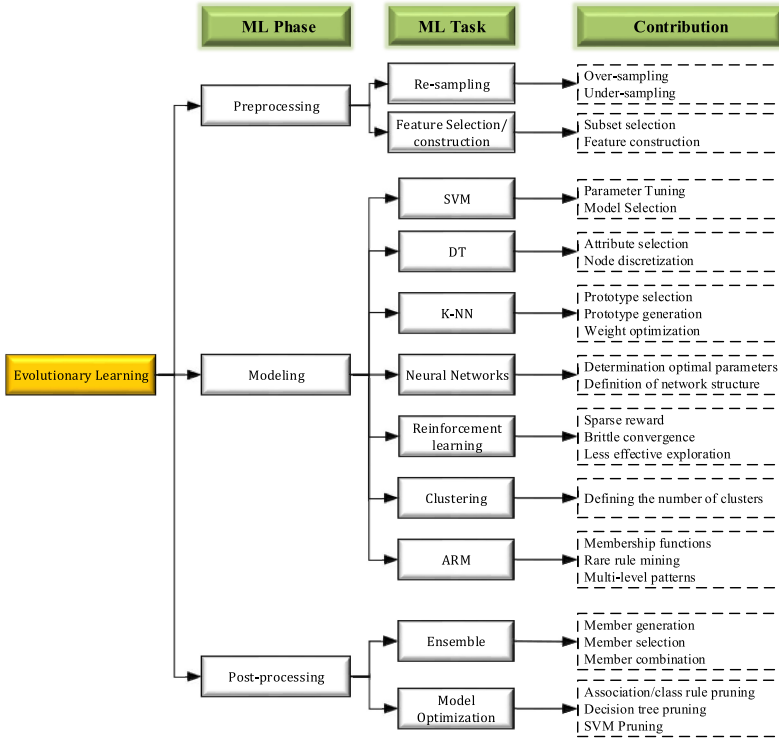 ML Phase
ML Task
Contribution
Evolutionary Learning
Preprocessing
Re-sampling
Over-sampling
Under-sampling
Feature Selection/
construction
Subset selection
Feature construction
Modeling
SVM
Parameter Tuning
Model Selection
DT
Attribute selection
Node discretization
K-NN
Prototype selection
Prototype generation
Weight optimization
Neural Networks
Determination optimal parameters
Definition of network structure
Reinforcement
learning
Sparse reward
Brittle convergence
Less effective exploration
Clustering
Defining the number of clusters
ARM
Membership functions
Rare rule mining
Multi-level patterns
Post-processing
Ensemble
Member generation
Member selection
Member combination
Model
Optimization
Association/class rule pruning
Decision tree pruning
SVM Pruning